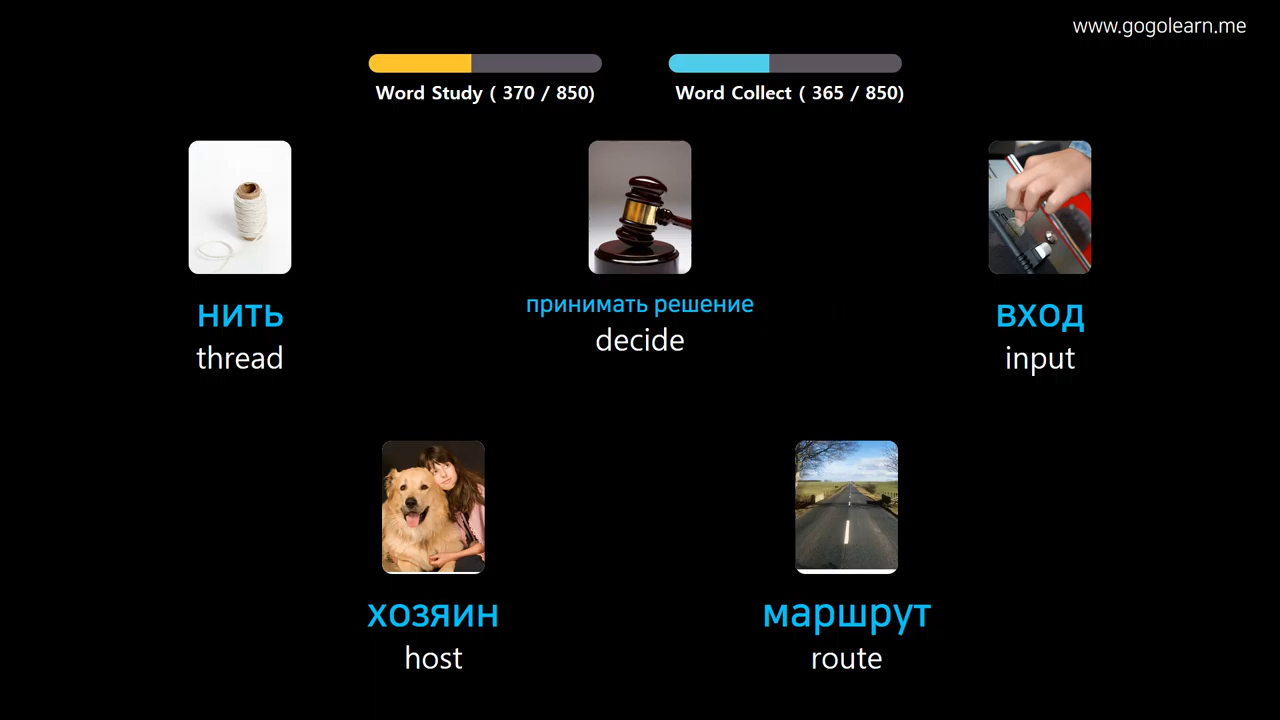 www.gogolearn.me
Word Study ( 370 / 850)
Word Collect ( 365 / 850)
нить
thread
принимать решение
decide
вход
input
хозяин
host
маршрут
route